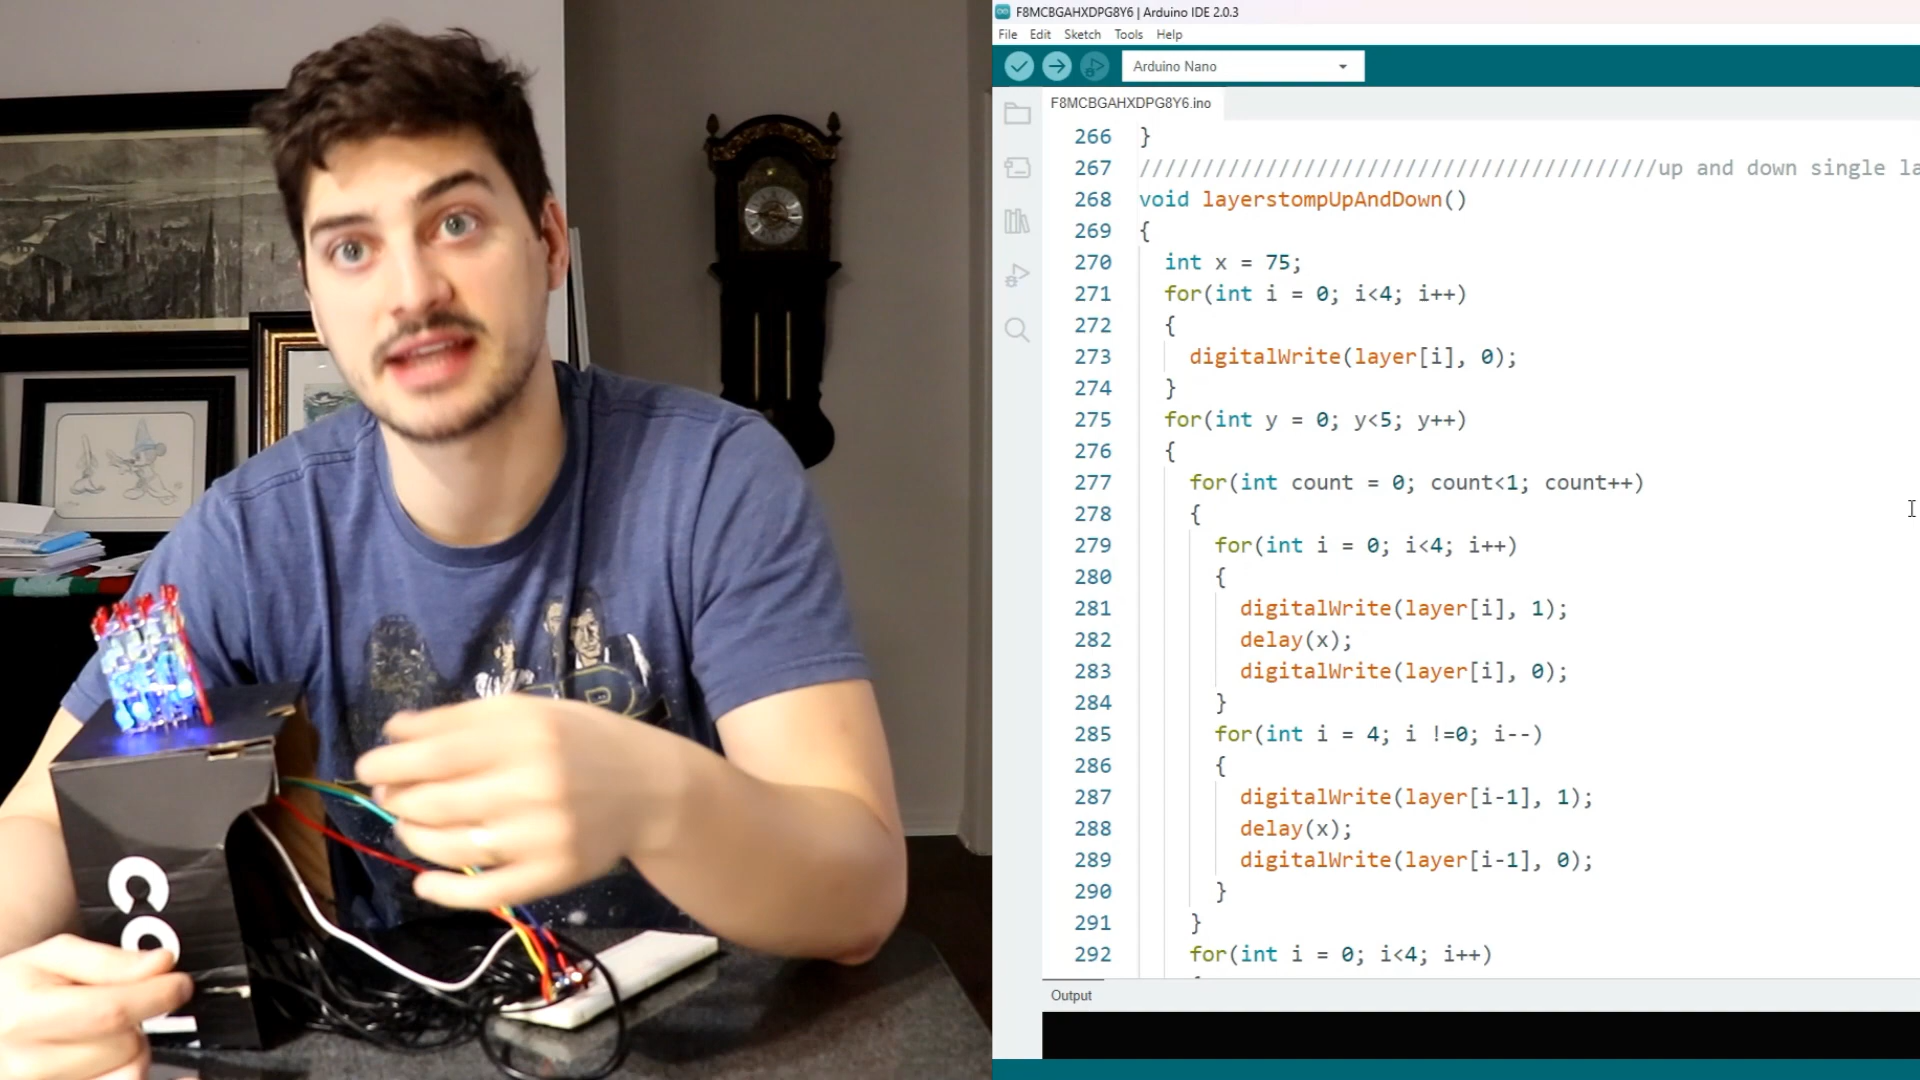 F8MCBGAHXDPG8Y6 | Arduino IDE 2.0.3
File Edit Sketch Tools Help
Arduino Nano
F8MCBGAHXDPG8Y6.ino
266 }
267 /////////////////////////////////////////up and down single la
268 void layerstompUpAndDown()
269 {
270 int x = 75;
271 for(int i = 0; i<4; i++)
272 {
273 digitalWrite(layer[i], 0);
274 }
275 for(int y = 0; y<5; y++)
276 {
277 for(int count = 0; count<1; count++)
278 {
279 for(int i = 0; i<4; i++)
280 {
281 digitalWrite(layer[i], 1);
282 delay(x);
283 digitalWrite(layer[i], 0);
284 }
285 for(int i = 4; i !=0; i--)
286 {
287 digitalWrite(layer[i-1], 1);
288 delay(x);
289 digitalWrite(layer[i-1], 0);
290 }
291 }
292 for(int i = 0; i<4; i++)
Output
CO